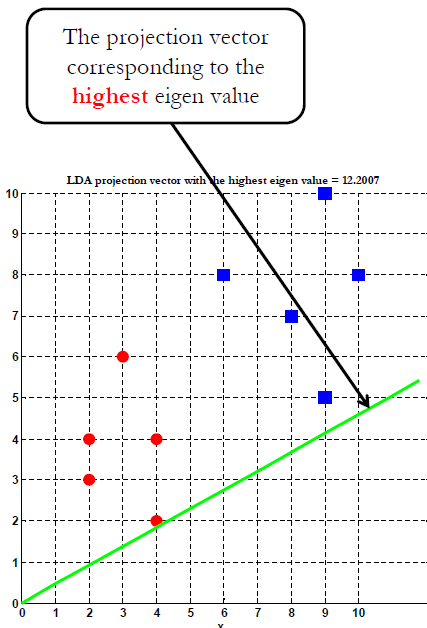 The projection vector
corresponding to the
highest eigen value
LDA projection vector with the highest eigen value = 12.2007
10
9
8
7
6
5
4
3
2
1
0
0 1 2 3 4 5 6 7 8 9 10
x